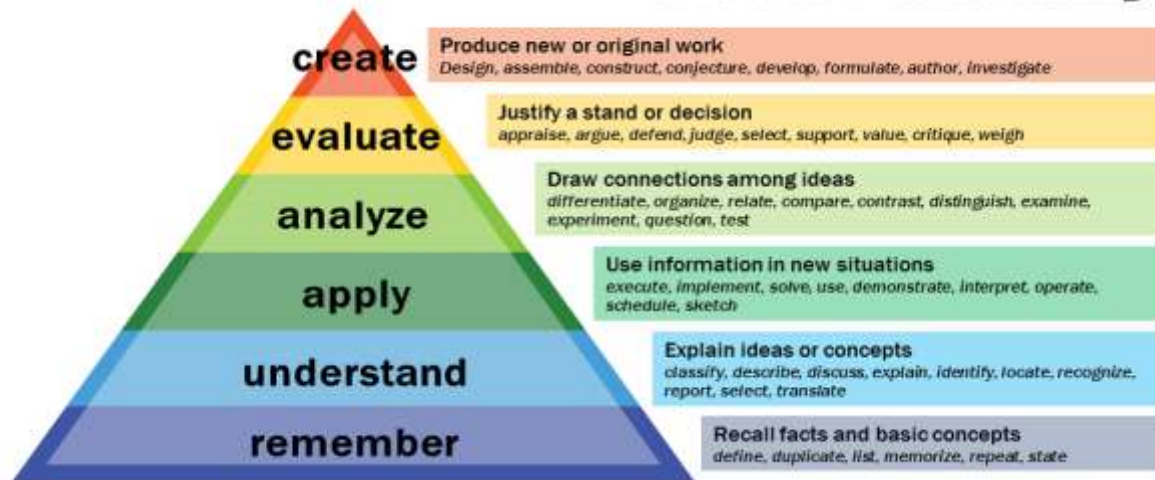 create
Produce new or original work
Design, assemble, construct, conjecture, develop, formulate, author, investigate
evaluate
Justify a stand or decision
appraise, argue, defend, judge, select, support, value, critique, weigh
analyze
Draw connections among ideas
differentiate, organize, relate, compare, contrast, distinguish, examine,
experiment, question, test
apply
Use information in new situations
execute, implement, solve, use, demonstrate, interpret, operate,
schedule, sketch
understand
Explain ideas or concepts
classify, describe, discuss, explain, identify, locate, recognize,
report, select, translate
remember
Recall facts and basic concepts
define, duplicate, list, memorize, repeat, state